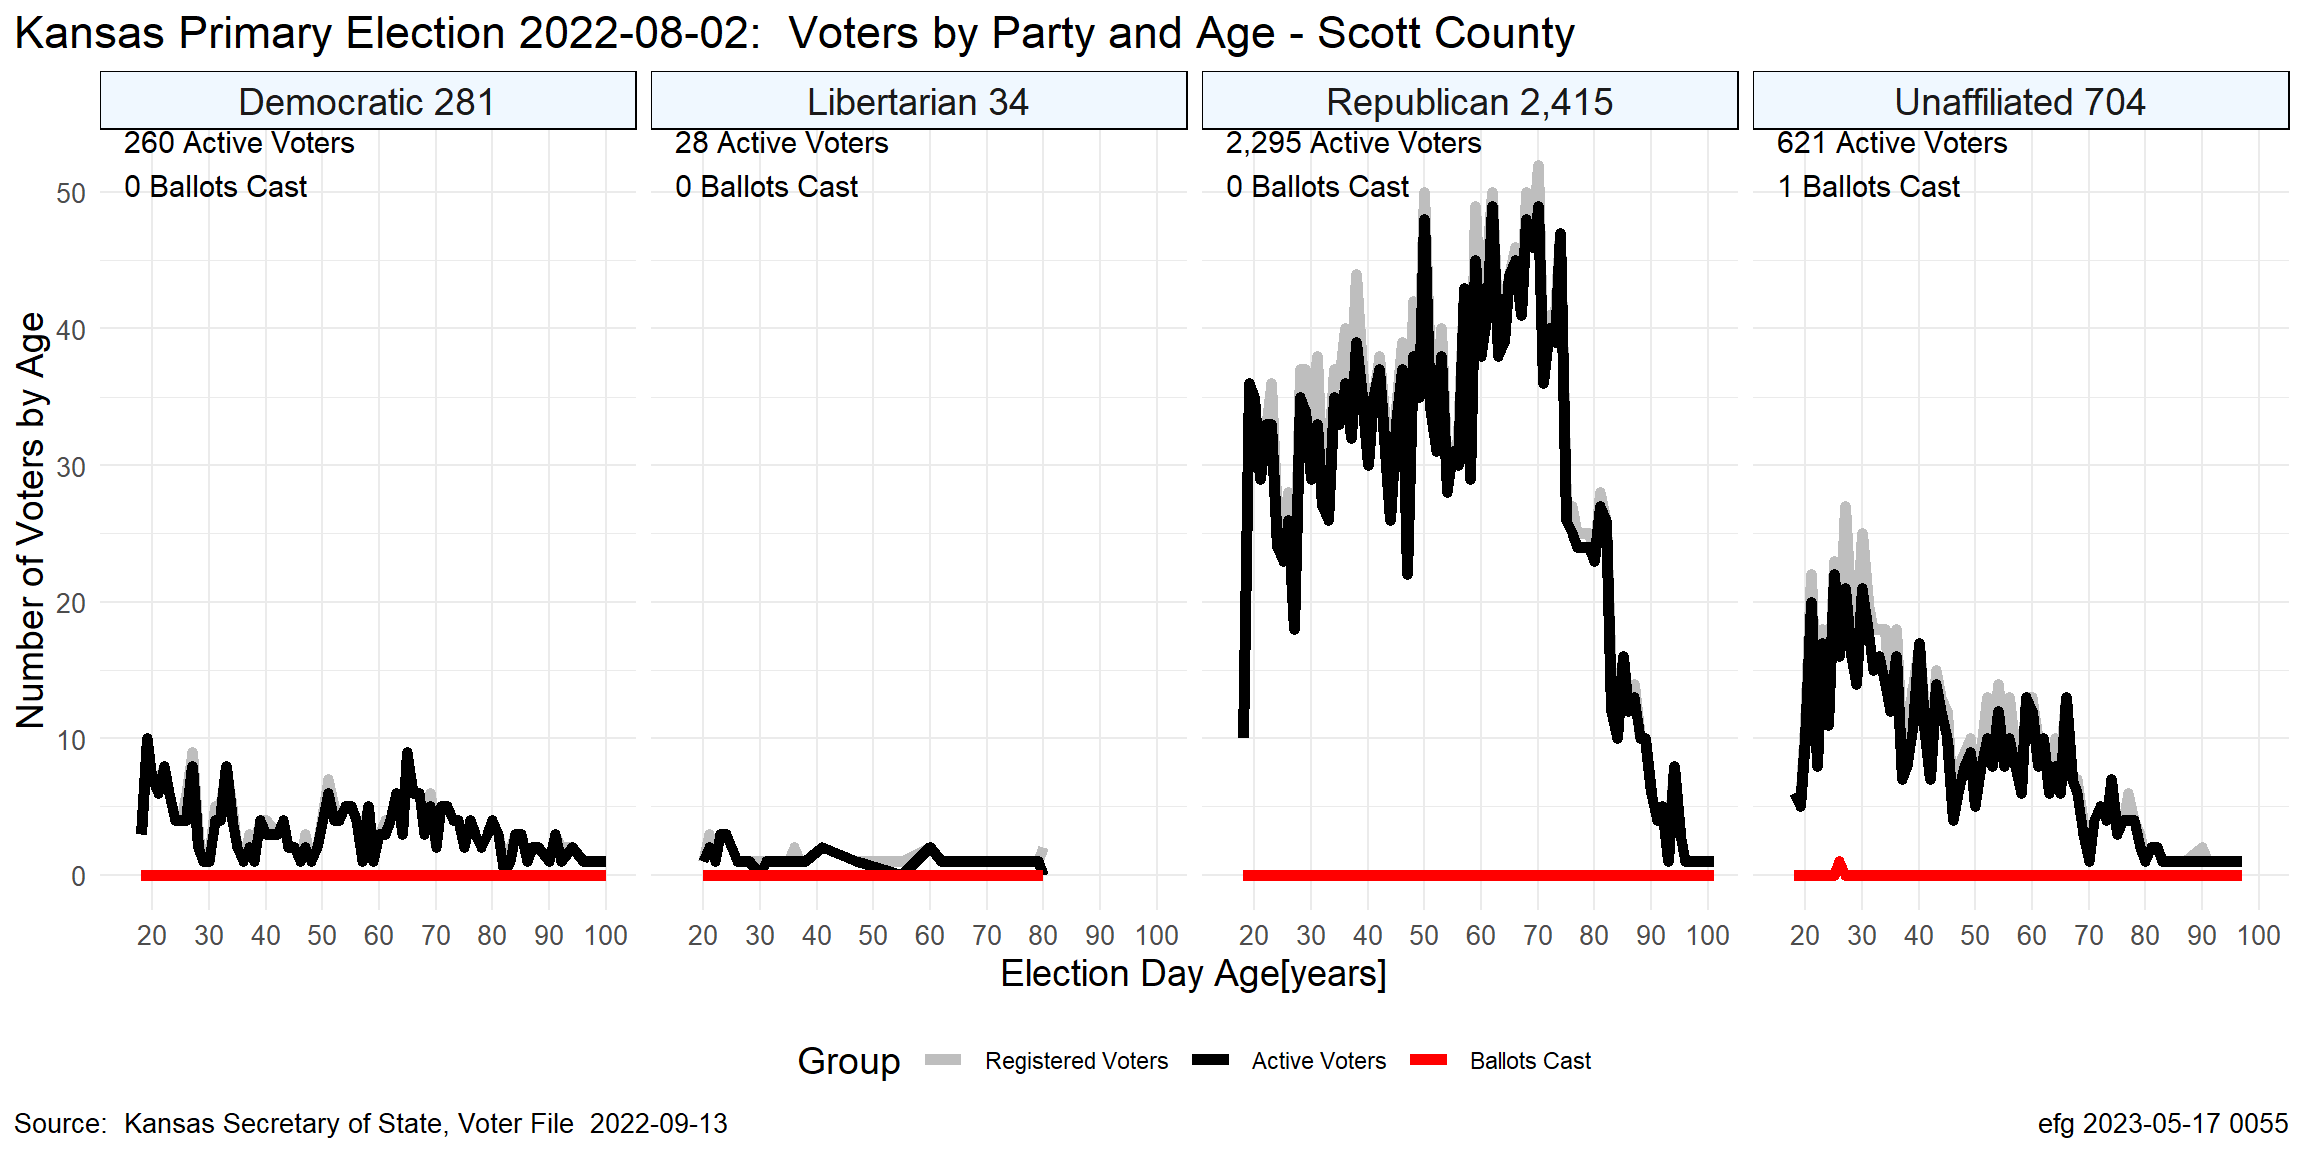 Kansas Primary Election 2022-08-02:  Voters by Party and Age - Scott County
Democratic 281
Libertarian 34
Republican 2,415
Unaffiliated 704
260 Active Voters
0 Ballots Cast
28 Active Voters
0 Ballots Cast
2,295 Active Voters
0 Ballots Cast
621 Active Voters
1 Ballots Cast
Number of Voters by Age
50
40
30
20
10
0
20 30 40 50 60 70 80 90 100
20 30 40 50 60 70 80 90 100
20 30 40 50 60 70 80 90 100
20 30 40 50 60 70 80 90 100
Election Day Age[years]
Group Registered Voters Active Voters Ballots Cast
Source:  Kansas Secretary of State, Voter File  2022-09-13
efg 2023-05-17 0055